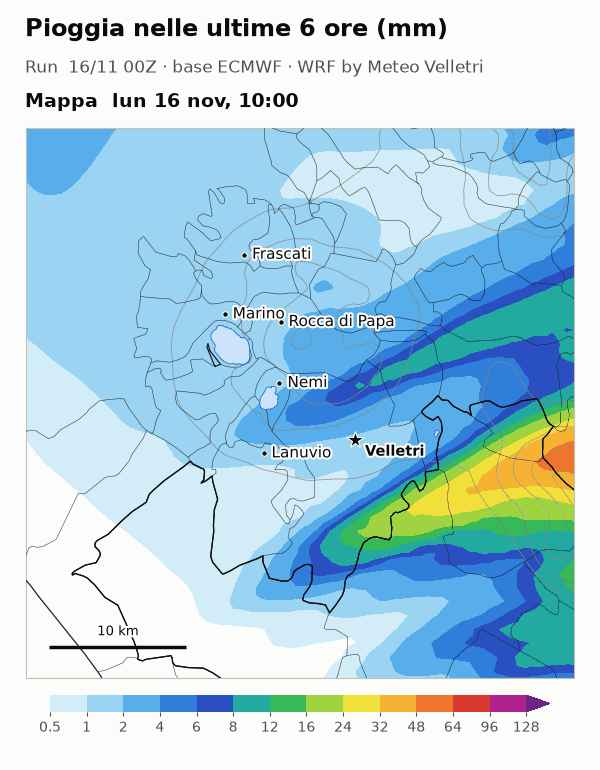 Pioggia nelle ultime 6 ore (mm)
Run  16/11 00Z · base ECMWF · WRF by Meteo Velletri
Mappa  lun 16 nov, 10:00
Frascati
Marino
Rocca di Papa
Nemi
Velletri
Lanuvio
10 km
0.5 1 2 4 6 8 12 16 24 32 48 64 96 128